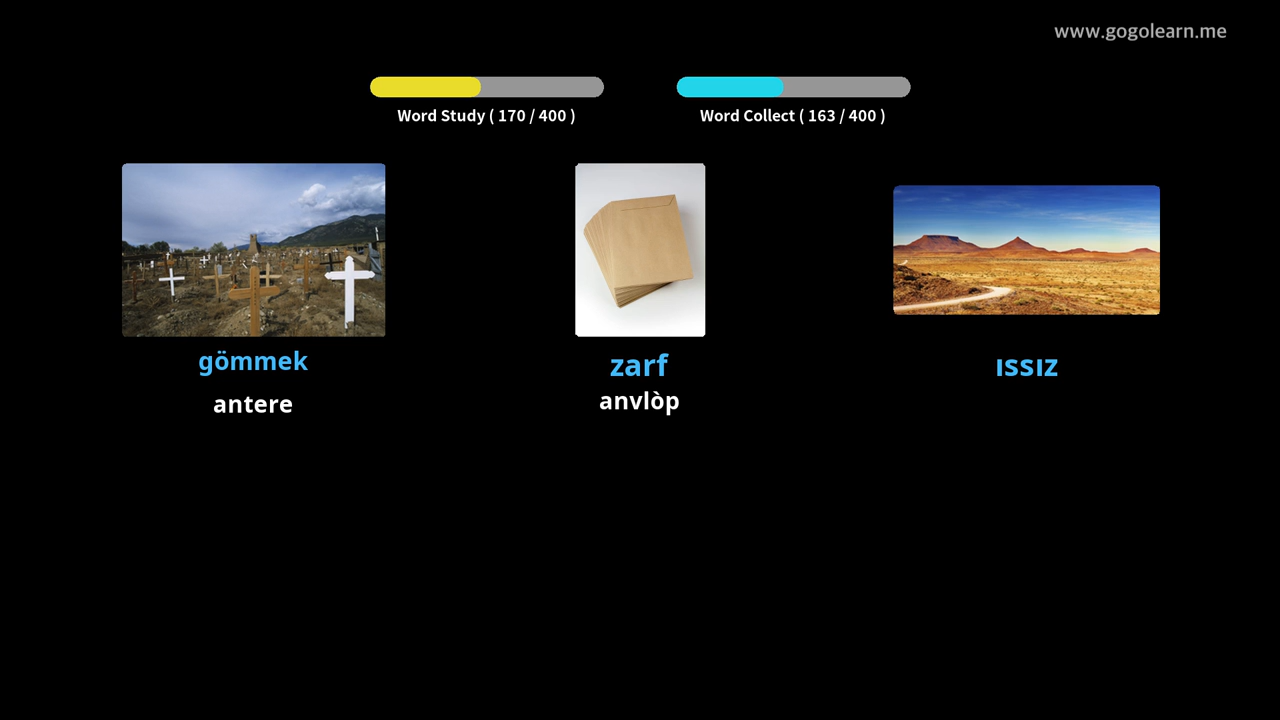 www.gogolearn.me
Word Study ( 170 / 400 )
Word Collect ( 163 / 400 )
gömmek
zarf
ıssız
antere
anvlòp